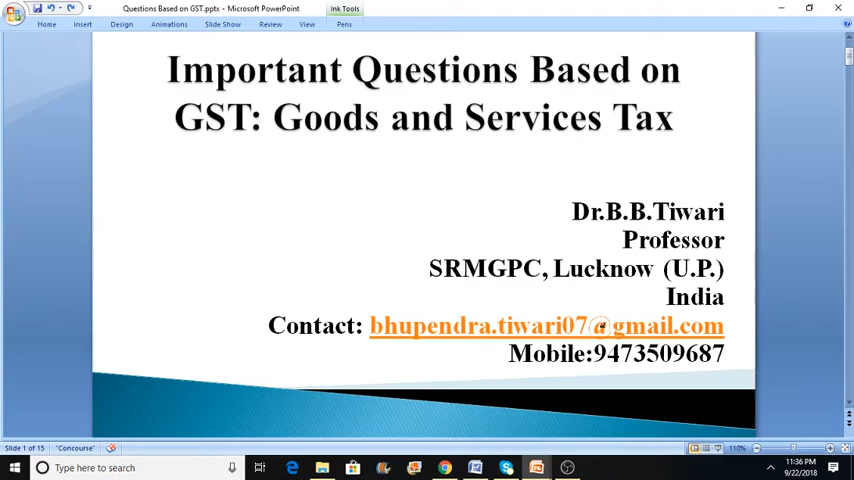 Questions Based on GST.pptx - Microsoft PowerPoint
Ink Tools
Home Insert Design Animations Slide Show Review View Pens
Important Questions Based on
GST: Goods and Services Tax
Dr.B.B.Tiwari
Professor
SRMGPC, Lucknow (U.P.)
India
Contact: bhupendra.tiwari07@gmail.com
Mobile:9473509687
Slide 1 of 15 "Concourse" 110%
Type here to search
11:36 PM
9/22/2018